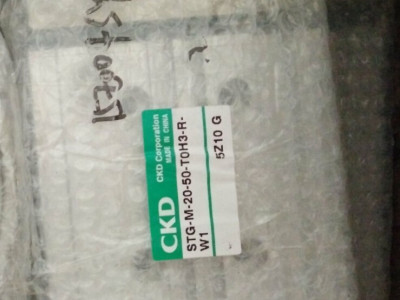 CKD
CKD Corporation
MADE IN CHINA
STG-M-20-50-T0H3-R-
W1
5Z10 G